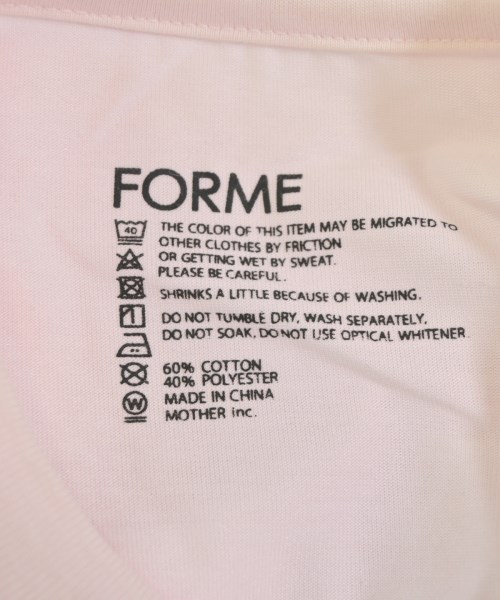 FORME
40
THE COLOR OF THIS ITEM MAY BE MIGRATED TO
OTHER CLOTHES BY FRICTION
OR GETTING WET BY SWEAT.
PLEASE BE CAREFUL.
SHRINKS A LITTLE BECAUSE OF WASHING.
DO NOT TUMBLE DRY, WASH SEPARATELY,
DO NOT SOAK, DO NOT USE OPTICAL WHITENER.
60% COTTON
40% POLYESTER
W
MADE IN CHINA
MOTHER inc.